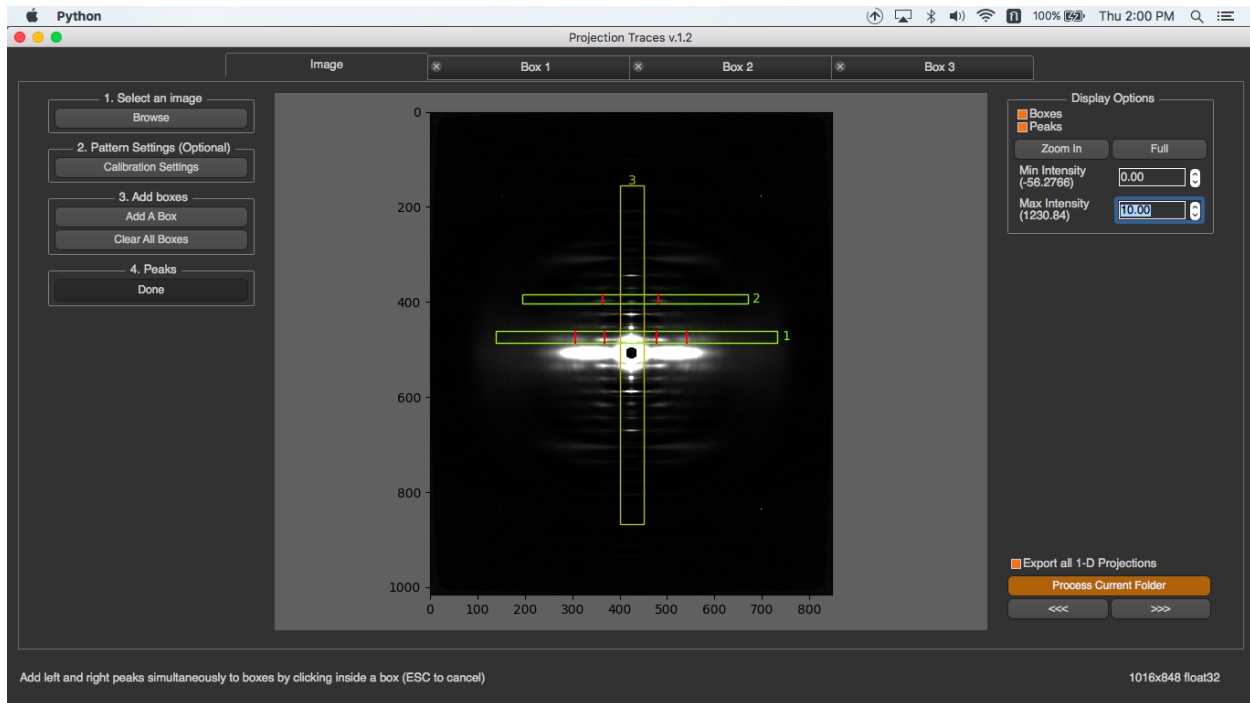 Python
100%
Thu 2:00 PM
Projection Traces v.1.2
Image
Box 1
Box 2
Box 3
1. Select an image
Browse
2. Pattern Settings (Optional)
Calibration Settings
3. Add boxes
Add A Box
Clear All Boxes
4. Peaks
Done
0
200
400
600
800
1000
0 100 200 300 400 500 600 700 800
3
2
1
Display Options
Boxes
Peaks
Zoom In
Full
Min Intensity
(-56.2766)
0.00
Max Intensity
(1230.84)
10.00
Export all 1-D Projections
Process Current Folder
<<<
>>>
Add left and right peaks simultaneously to boxes by clicking inside a box (ESC to cancel)
1016x848 float32